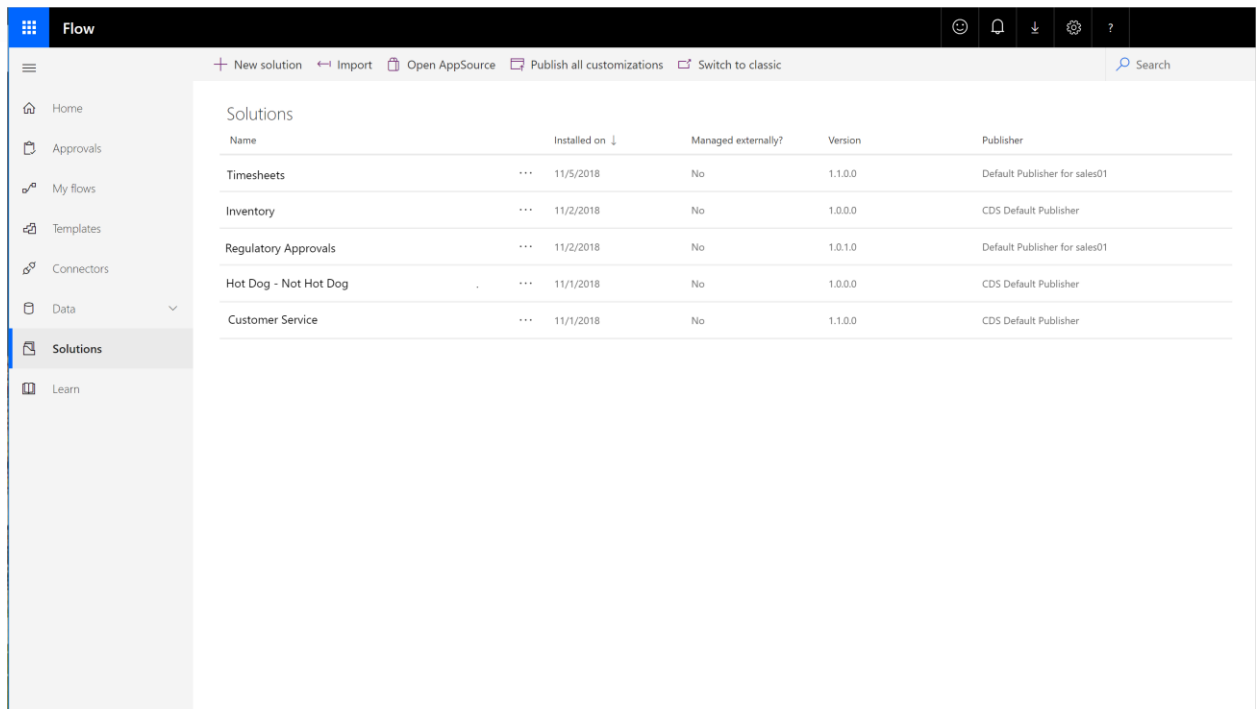 Flow
?
New solution Import Open AppSource Publish all customizations Switch to classic Search
Home
Approvals
My flows
Templates
Connectors
Data
Solutions
Learn
Solutions
Name Installed on ↓ Managed externally? Version Publisher
Timesheets ... 11/5/2018 No 1.1.0.0 Default Publisher for sales01
Inventory ... 11/2/2018 No 1.0.0.0 CDS Default Publisher
Regulatory Approvals ... 11/2/2018 No 1.0.1.0 Default Publisher for sales01
Hot Dog - Not Hot Dog . ... 11/1/2018 No 1.0.0.0 CDS Default Publisher
Customer Service ... 11/1/2018 No 1.1.0.0 CDS Default Publisher